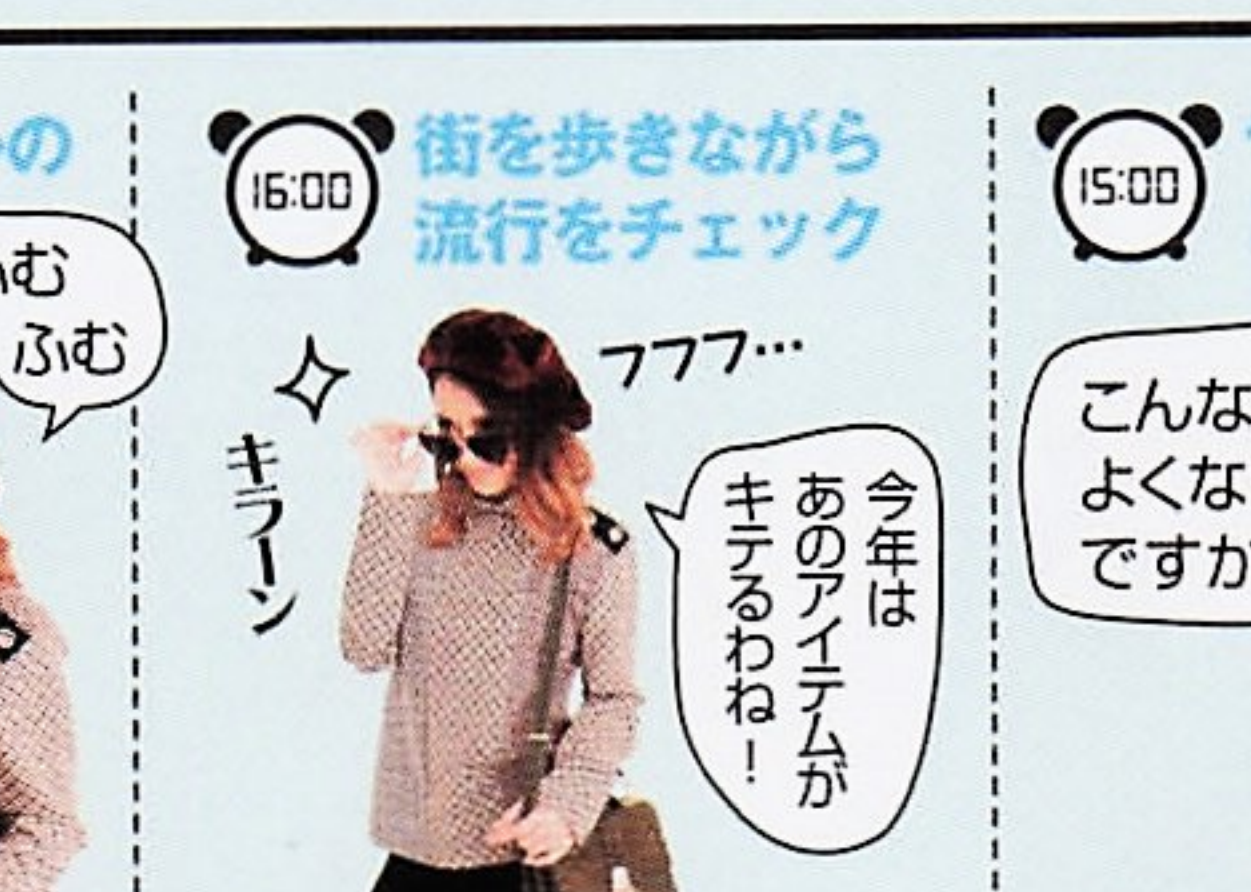 15:00
こんな
よくな
ですか
16:00
街を歩きながら
流行をチェック
フフフ…
キラーン
今年は
あのアイテムが
キテるわね！
の
む
ふむ